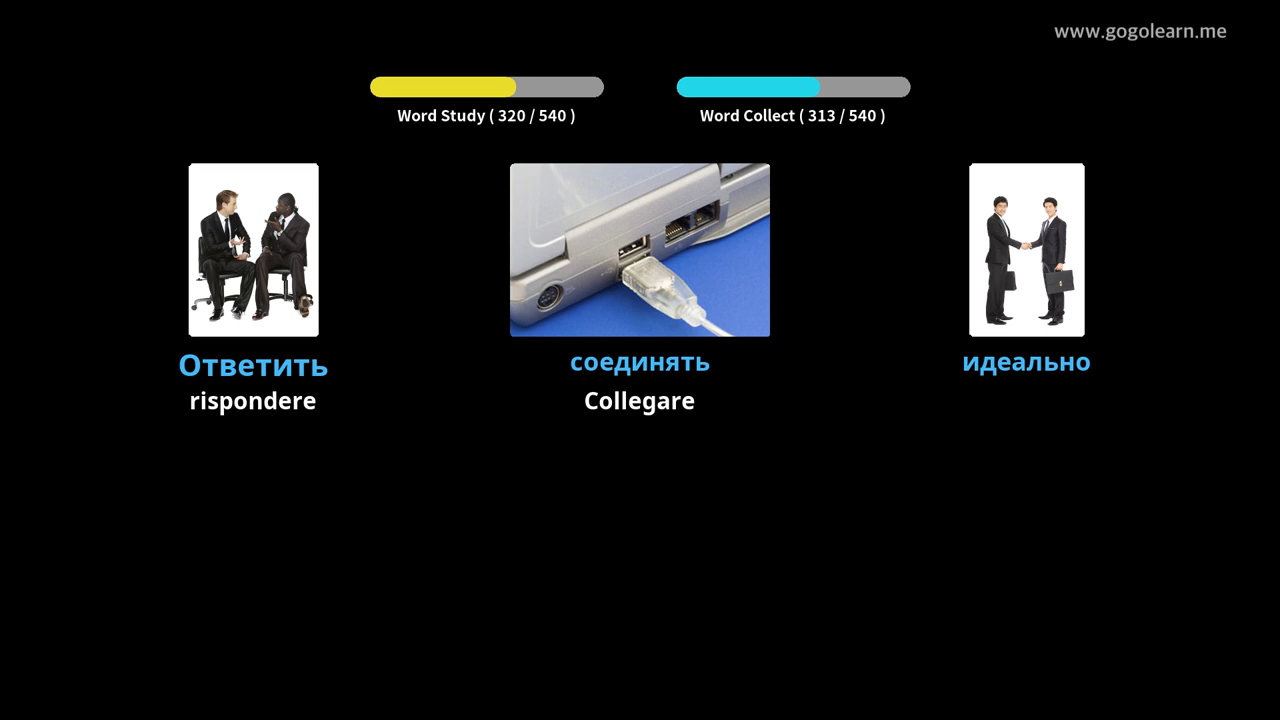 www.gogolearn.me
Word Study ( 320 / 540 )
Word Collect ( 313 / 540 )
Ответить
соединять
идеально
rispondere
Collegare